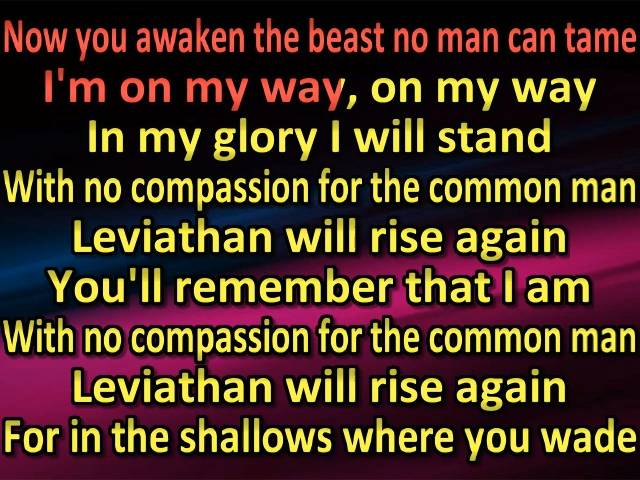 Now you awaken the beast no man can tame
I'm on my way, on my way
In my glory I will stand
With no compassion for the common man
Leviathan will rise again
You'll remember that I am
With no compassion for the common man
Leviathan will rise again
For in the shallows where you wade